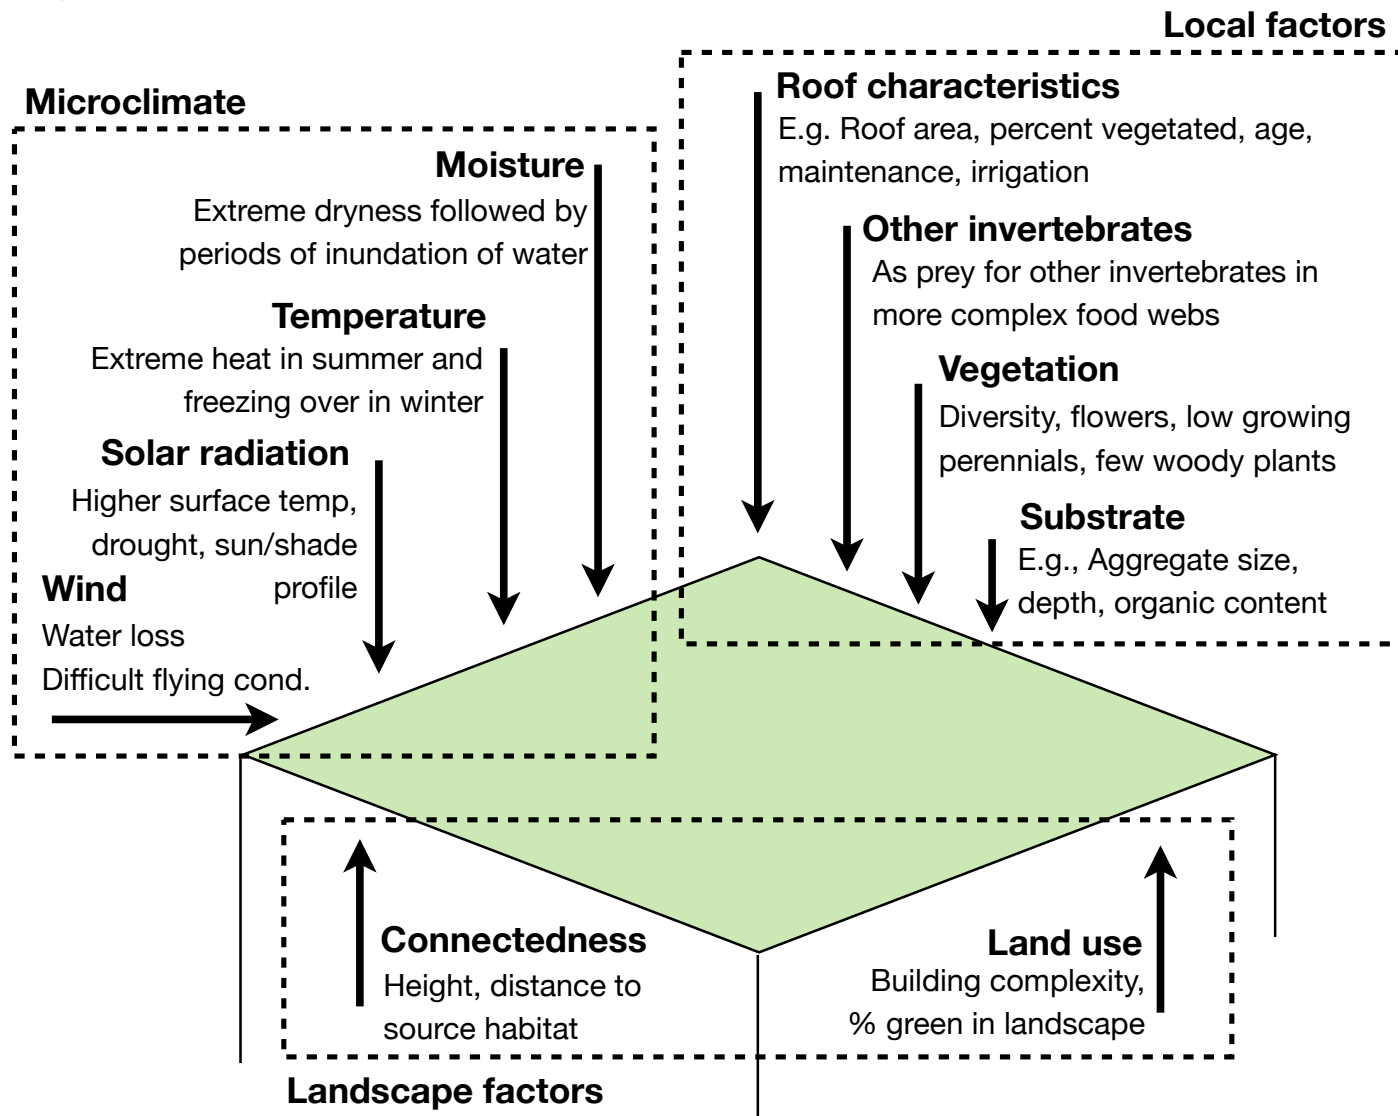 Local factors
Roof characteristics
E.g. Roof area, percent vegetated, age,
maintenance, irrigation
Other invertebrates
As prey for other invertebrates in
more complex food webs
Vegetation
Diversity, flowers, low growing
perennials, few woody plants
Substrate
E.g., Aggregate size,
depth, organic content
Microclimate
Moisture
Extreme dryness followed by
periods of inundation of water
Temperature
Extreme heat in summer and
freezing over in winter
Solar radiation
Higher surface temp,
drought, sun/shade
profile
Wind
Water loss
Difficult flying cond.
Connectedness
Height, distance to
source habitat
Land use
Building complexity,
% green in landscape
Landscape factors